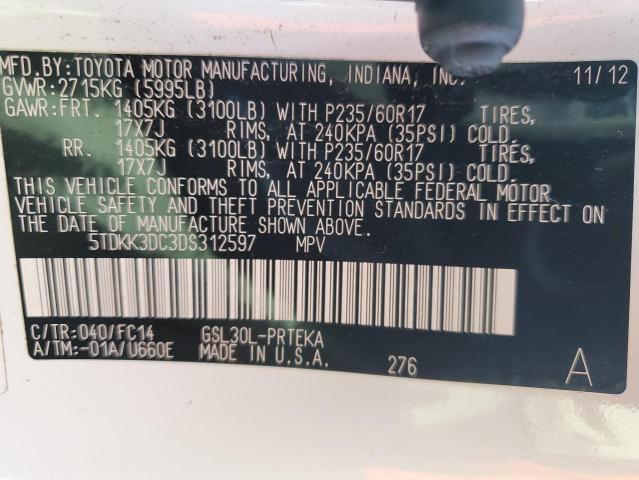 MFD.BY:TOYOTA MOTOR MANUFACTURING, INDIANA, INC. 11/12
GVWR:2715KG (5995LB)
GAWR:FRT. 1405KG (3100LB) WITH P235/60R17 TIRES,
17X7J RIMS, AT 240KPA (35PSI) COLD.
RR. 1405KG (3100LB) WITH P235/60R17 TIRES,
17X7J RIMS, AT 240KPA (35PSI) COLD.
THIS VEHICLE CONFORMS TO ALL APPLICABLE FEDERAL MOTOR
VEHICLE SAFETY AND THEFT PREVENTION STANDARDS IN EFFECT ON
THE DATE OF MANUFACTURE SHOWN ABOVE.
5TDKK3DC3DS312597 MPV
C/TR:040/FC14 GSL30L-PRTEKA
A/TM:-01A/U660E MADE IN U.S.A. 276 A